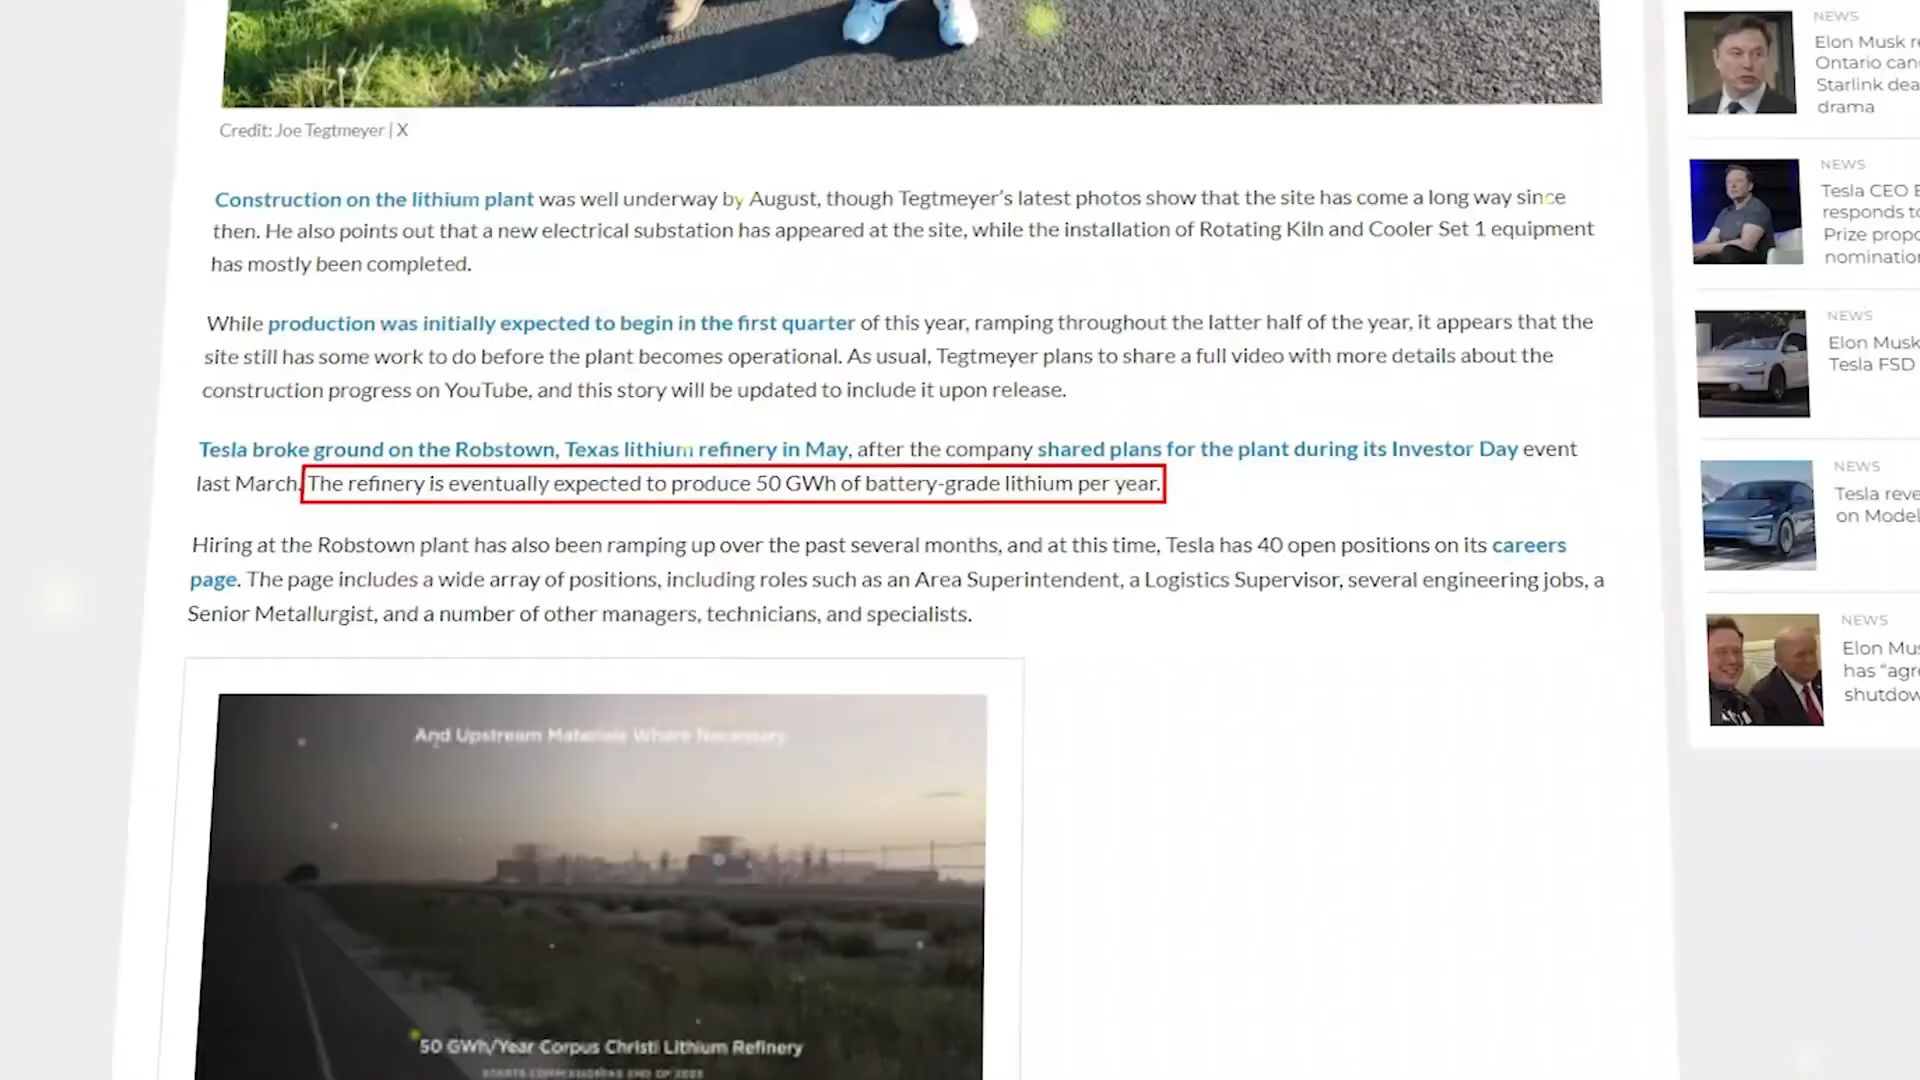 Credit: Joe Tegtmeyer | X
Construction on the lithium plant was well underway by August, though Tegtmeyer's latest photos show that the site has come a long way since
then. He also points out that a new electrical substation has appeared at the site, while the installation of Rotating Kiln and Cooler Set 1 equipment
has mostly been completed.
While production was initially expected to begin in the first quarter of this year, ramping throughout the latter half of the year, it appears that the
site still has some work to do before the plant becomes operational. As usual, Tegtmeyer plans to share a full video with more details about the
construction progress on YouTube, and this story will be updated to include it upon release.
Tesla broke ground on the Robstown, Texas lithium refinery in May, after the company shared plans for the plant during its Investor Day event
last March. The refinery is eventually expected to produce 50 GWh of battery-grade lithium per year.
Hiring at the Robstown plant has also been ramping up over the past several months, and at this time, Tesla has 40 open positions on its careers
page. The page includes a wide array of positions, including roles such as an Area Superintendent, a Logistics Supervisor, several engineering jobs, a
Senior Metallurgist, and a number of other managers, technicians, and specialists.
And Upstream Materials Where Necessary
50 GWh/Year Corpus Christi Lithium Refinery
NEWS
Elon Musk
Ontario
Starlink
drama
NEWS
Tesla CEO
responds
Prize
NEWS
Elon Musk
Tesla FSD
NEWS
Tesla
on
NEWS
Elon
has